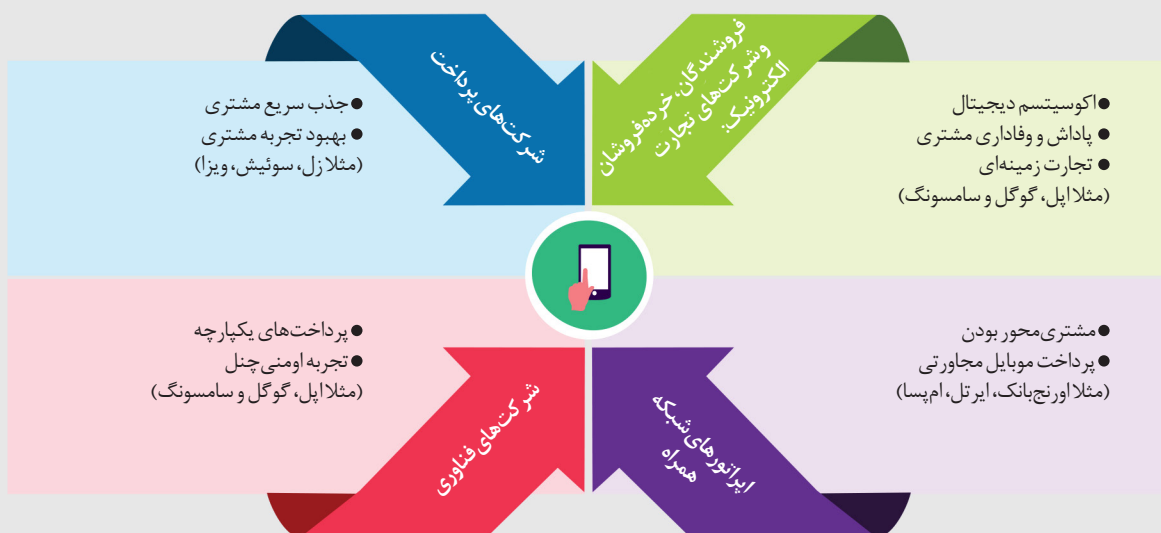 فروشندگان، خرده‌فروشان
وشرکت‌های تجارت
الکترونیک:
●اکوسیتسم دیجیتال
● پاداش و وفاداری مشتری
● تجارت زمینه‌ای
(مثلا اپل، گوگل و سامسونگ)
شرکت‌های پرداخت
●جذب سریع مشتری
● بهبود تجربه مشتری
(مثلا زل، سوئیش، ویزا)
اپراتورهای شبکه
همراه
●مشتری‌محور بودن
●پرداخت موبایل مجاورتی
(مثلا اورنج‌بانک، ایرتل، ام‌پسا)
شرکت‌های فناوری
●پرداخت‌های یکپارچه
●تجربه اومنی‌چنل
(مثلا اپل، گوگل و سامسونگ)